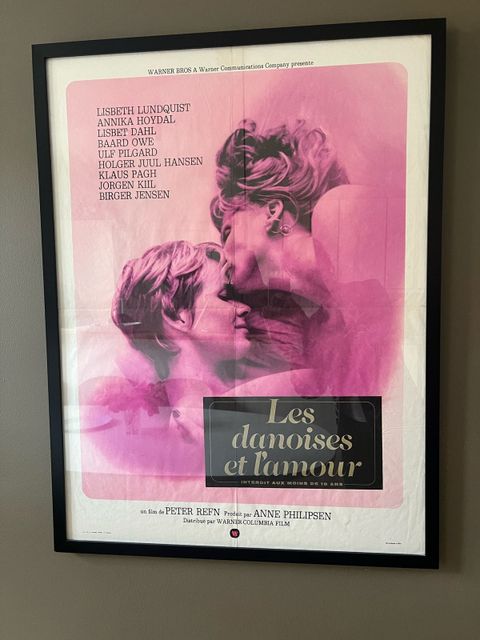 WARNER BROS A Warner Communications Company presente
LISBETH LUNDQUIST
ANNIKA HOYDAL
LISBET DAHL
BAARD OWE
ULF PILGARD
HOLGER JUUL HANSEN
KLAUS PAGH
JORGEN KIIL
BIRGER JENSEN
Les
danoises
et l'amour
INTERDIT AUX MOINS DE 18 ANS
un film de PETER REFN Produit par ANNE PHILIPSEN
Distribué par WARNER COLUMBIA FILM